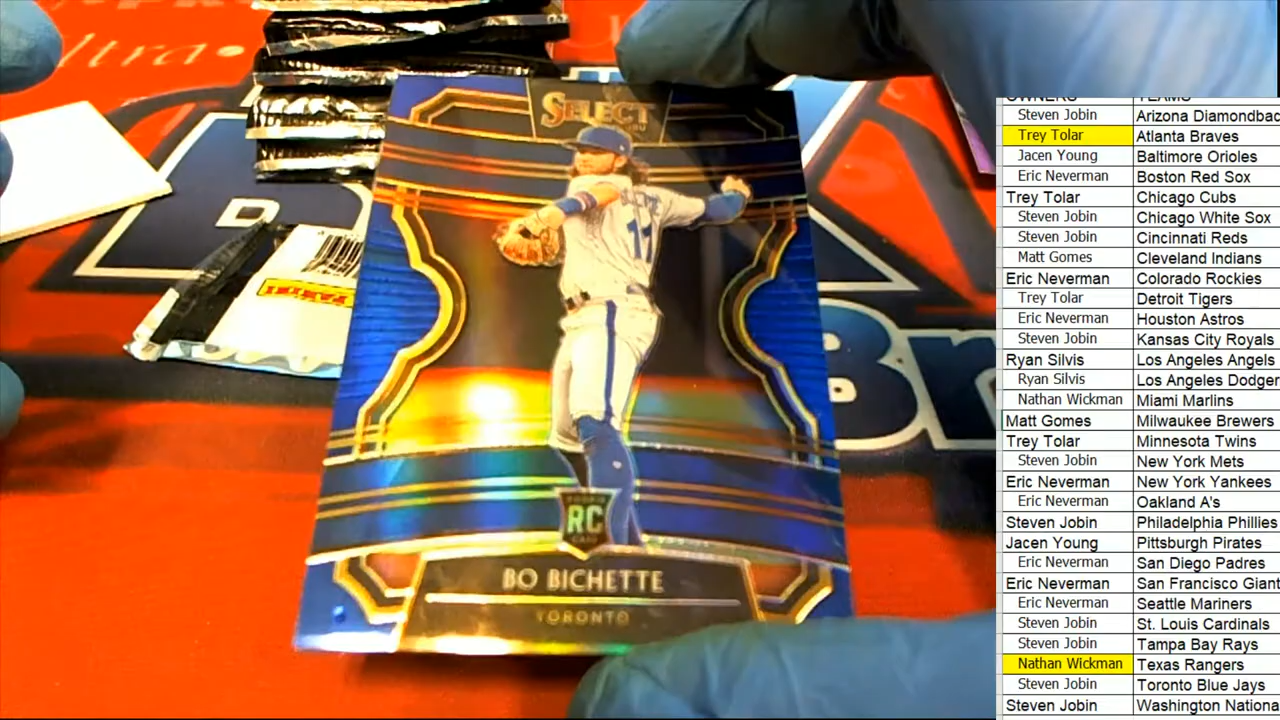 Ultra
SELECT
17
ROOKIE
RC
CARD
BO BICHETTE
TORONTO
PANINI
D
Br
OWNERS TEAMS
Steven Jobin Arizona Diamondbac
Trey Tolar Atlanta Braves
Jacen Young Baltimore Orioles
Eric Neverman Boston Red Sox
Trey Tolar Chicago Cubs
Steven Jobin Chicago White Sox
Steven Jobin Cincinnati Reds
Matt Gomes Cleveland Indians
Eric Neverman Colorado Rockies
Trey Tolar Detroit Tigers
Eric Neverman Houston Astros
Steven Jobin Kansas City Royals
Ryan Silvis Los Angeles Angels
Ryan Silvis Los Angeles Dodger
Nathan Wickman Miami Marlins
Matt Gomes Milwaukee Brewers
Trey Tolar Minnesota Twins
Steven Jobin New York Mets
Eric Neverman New York Yankees
Eric Neverman Oakland A's
Steven Jobin Philadelphia Phillies
Jacen Young Pittsburgh Pirates
Eric Neverman San Diego Padres
Eric Neverman San Francisco Giant
Eric Neverman Seattle Mariners
Steven Jobin St. Louis Cardinals
Steven Jobin Tampa Bay Rays
Nathan Wickman Texas Rangers
Steven Jobin Toronto Blue Jays
Steven Jobin Washington Nationa